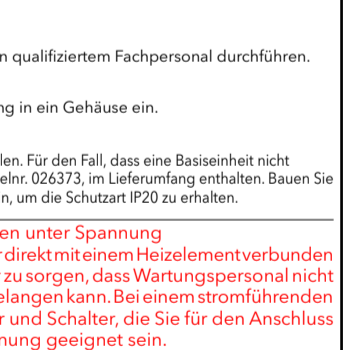 n qualifiziertem Fachpersonal durchführen.
ng in ein Gehäuse ein.
len. Für den Fall, dass eine Basiseinheit nicht
elnr. 026373, im Lieferumfang enthalten. Bauen Sie
n, um die Schutzart IP20 zu erhalten.
en unter Spannung
r direkt mit einem Heizelement verbunden
zu sorgen, dass Wartungspersonal nicht
elangen kann. Bei einem stromführenden
r und Schalter, die Sie für den Anschluss
nung geeignet sein.